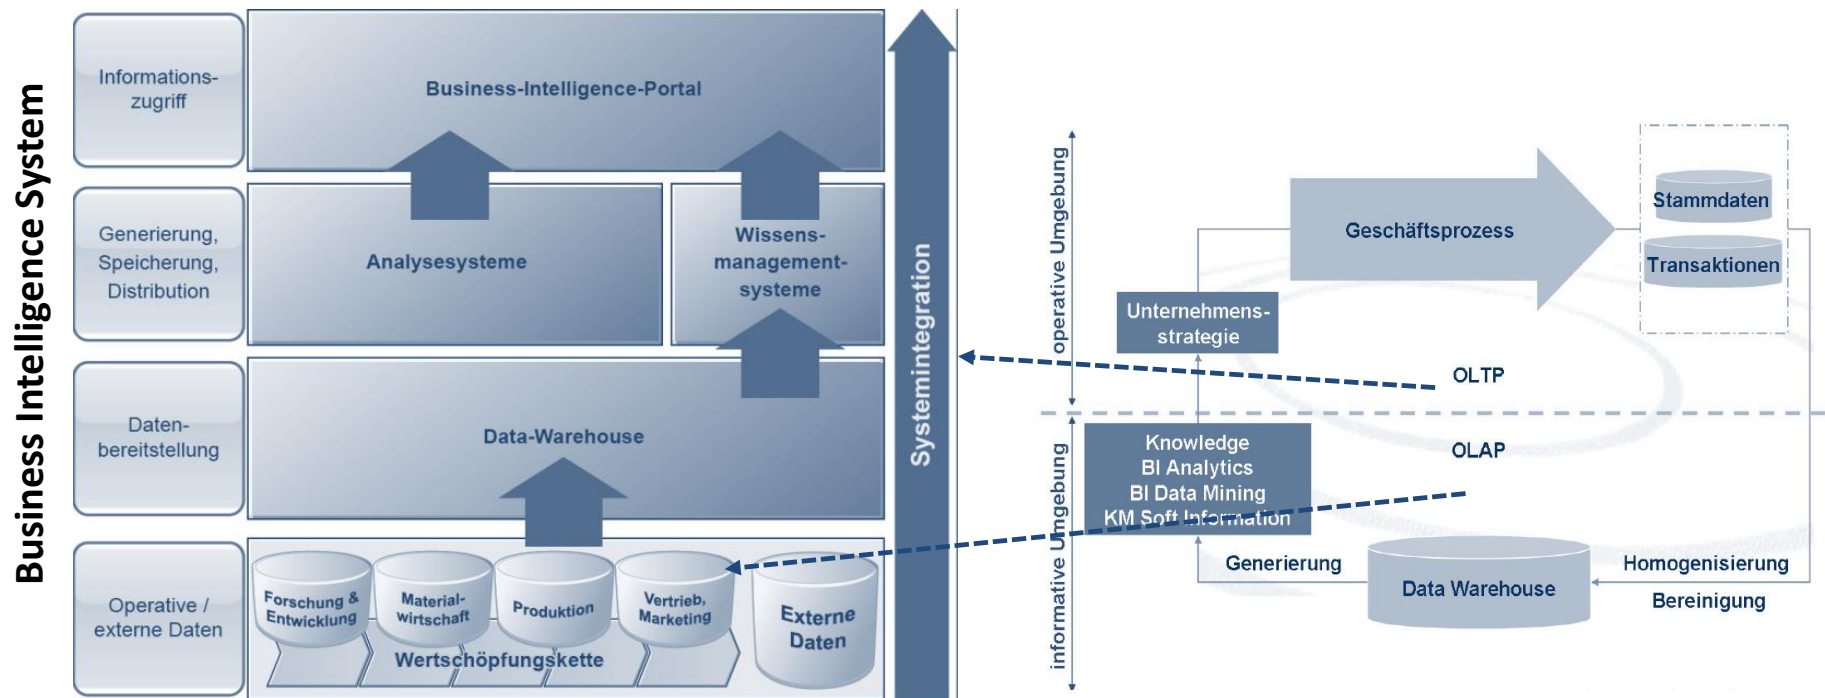 Business Intelligence System
Informations-
zugriff
Business-Intelligence-Portal
Generierung,
Speicherung,
Distribution
Analysesysteme
Wissens-
management-
systeme
Daten-
bereitstellung
Data-Warehouse
Operative /
externe Daten
Forschung &
Entwicklung
Material-
wirtschaft
Produktion
Vertrieb,
Marketing
Externe
Daten
Wertschöpfungskette
Systemintegration
operative Umgebung
informative Umgebung
Geschäftsprozess
Stammdaten
Transaktionen
Unternehmens-
strategie
OLTP
OLAP
Knowledge
BI Analytics
BI Data Mining
KM Soft Information
Generierung
Data Warehouse
Homogenisierung
Bereinigung